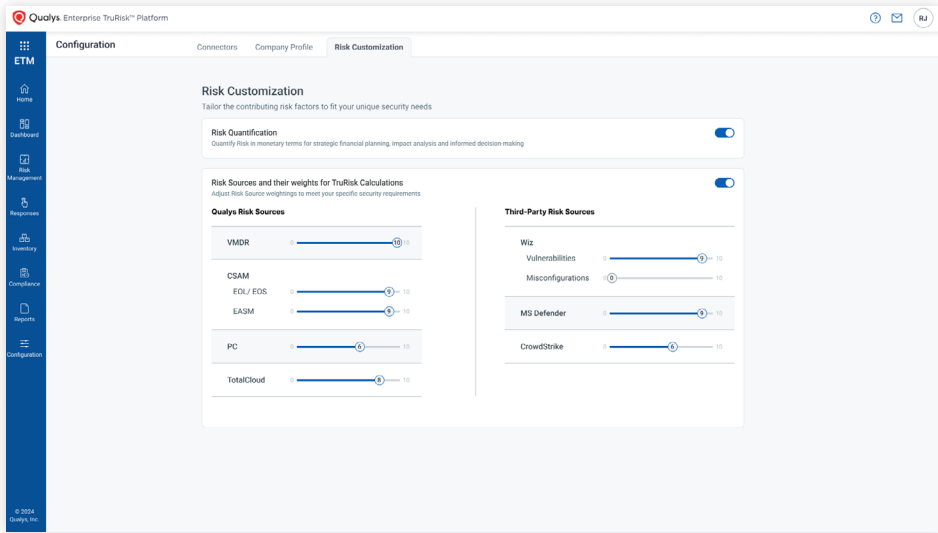 Qualys. Enterprise TruRisk™ Platform
RJ
ETM
Home
Dashboard
Risk
Management
Responses
Inventory
Compliance
Reports
Configuration
© 2024
Qualys, Inc.
Configuration
Connectors
Company Profile
Risk Customization
Risk Customization
Tailor the contributing risk factors to fit your unique security needs
Risk Quantification
Quantify Risk in monetary terms for strategic financial planning, impact analysis and informed decision-making
Risk Sources and their weights for TruRisk Calculations
Adjust Risk Source weightings to meet your specific security requirements
Qualys Risk Sources
VMDR 0 10 10
CSAM
EOL/ EOS 0 9 10
EASM 0 9 10
PC 0 6 10
TotalCloud 0 8 10
Third-Party Risk Sources
Wiz
Vulnerabilities 0 9 10
Misconfigurations 0 0 10
MS Defender 0 9 10
CrowdStrike 0 6 10